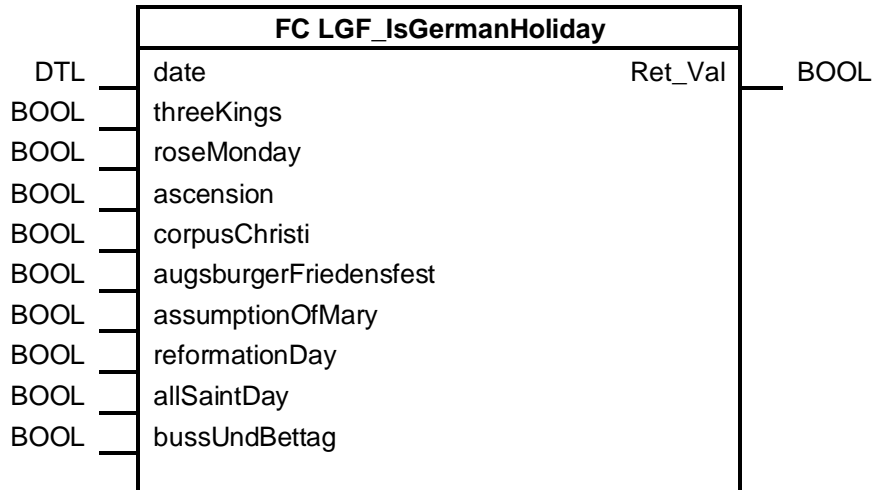 FC LGF_IsGermanHoliday
DTL date Ret_Val BOOL
BOOL threeKings
BOOL roseMonday
BOOL ascension
BOOL corpusChristi
BOOL augsburgerFriedensfest
BOOL assumptionOfMary
BOOL reformationDay
BOOL allSaintDay
BOOL bussUndBettag